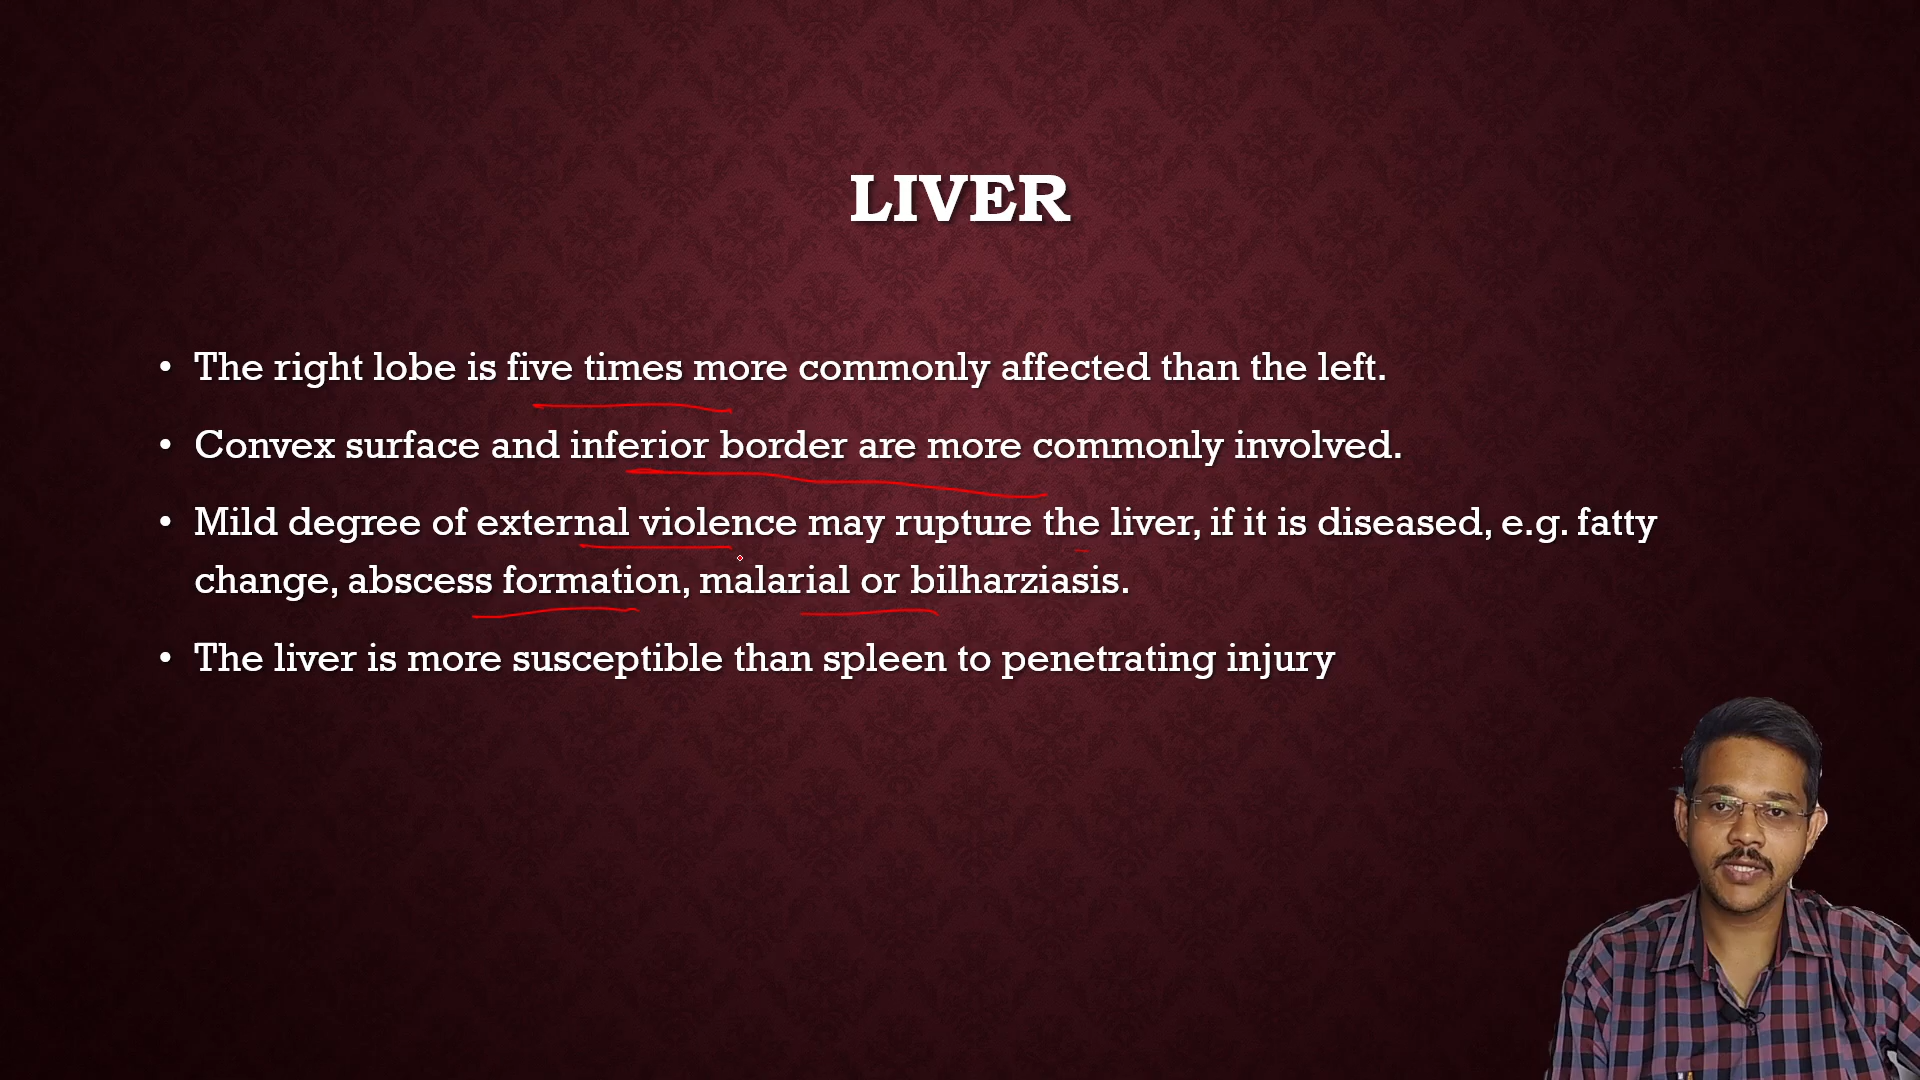 LIVER
• The right lobe is five times more commonly affected than the left.
• Convex surface and inferior border are more commonly involved.
• Mild degree of external violence may rupture the liver, if it is diseased, e.g. fatty
change, abscess formation, malarial or bilharziasis.
• The liver is more susceptible than spleen to penetrating injury